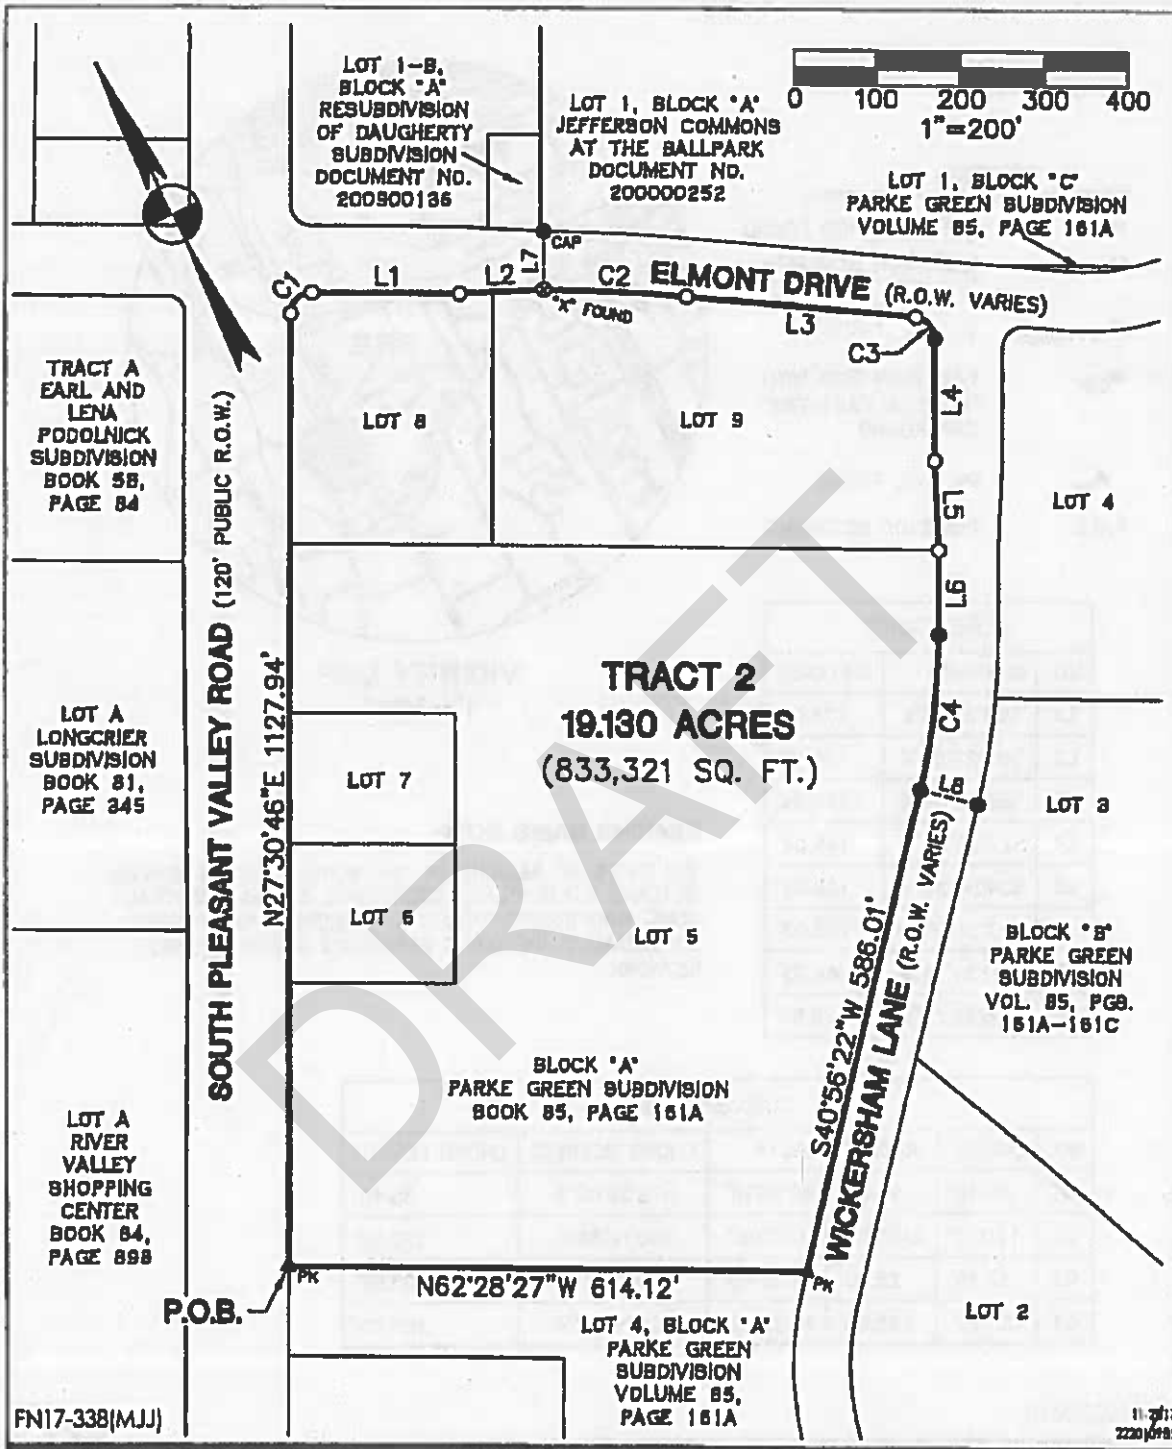 LOT 1-B,
BLOCK "A"
RESUBDIVISION
OF DAUGHERTY
SUBDIVISION
DOCUMENT NO.
200900136
LOT 1, BLOCK "A"
JEFFERSON COMMONS
AT THE BALLPARK
DOCUMENT NO.
200000252
0 100 200 300 400
1"=200'
LOT 1, BLOCK "C"
PARKE GREEN SUBDIVISION
VOLUME 85, PAGE 161A
CAP
L7
C1
L1
L2
C2
ELMONT DRIVE (R.O.W. VARIES)
"X" FOUND
L3
C3
TRACT A
EARL AND
LENA
PODOLNICK
SUBDIVISION
BOOK 58,
PAGE 84
LOT 8
LOT 9
L4
L5
LOT 4
L6
SOUTH PLEASANT VALLEY ROAD (120' PUBLIC R.O.W.)
N27°30'46"E 1127.94'
TRACT 2
19.130 ACRES
(833,321 SQ. FT.)
LOT A
LONGCRIER
SUBDIVISION
BOOK 81,
PAGE 345
C4
LOT 7
L8
LOT 3
LOT 6
LOT 5
S40°56'22"W 586.01'
WICKERSHAM LANE (R.O.W. VARIES)
BLOCK "B"
PARKE GREEN
SUBDIVISION
VOL. 85, PGS.
161A-161C
BLOCK "A"
PARKE GREEN SUBDIVISION
BOOK 85, PAGE 161A
LOT A
RIVER
VALLEY
SHOPPING
CENTER
BOOK 84,
PAGE 898
DRAFT
PK
N62°28'27"W 614.12'
PK
P.O.B.
LOT 4, BLOCK "A"
PARKE GREEN
SUBDIVISION
VOLUME 85,
PAGE 161A
LOT 2
FN17-338(MJJ)